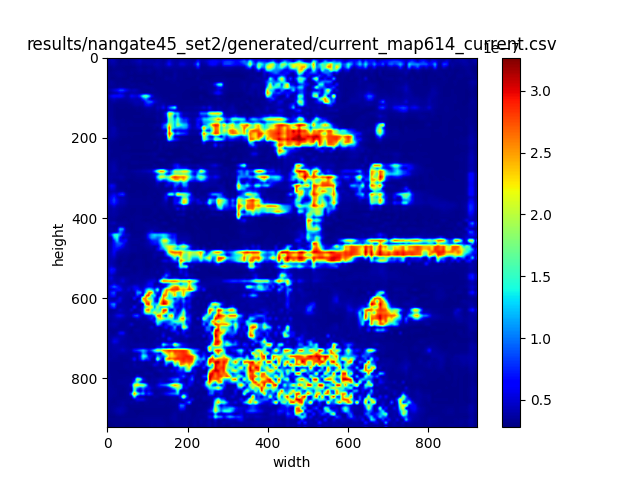 results/nangate45_set2/generated/current_map614_current.csv
1e−7
0
200
400
600
800
height
0 200 400 600 800
width
3.0
2.5
2.0
1.5
1.0
0.5